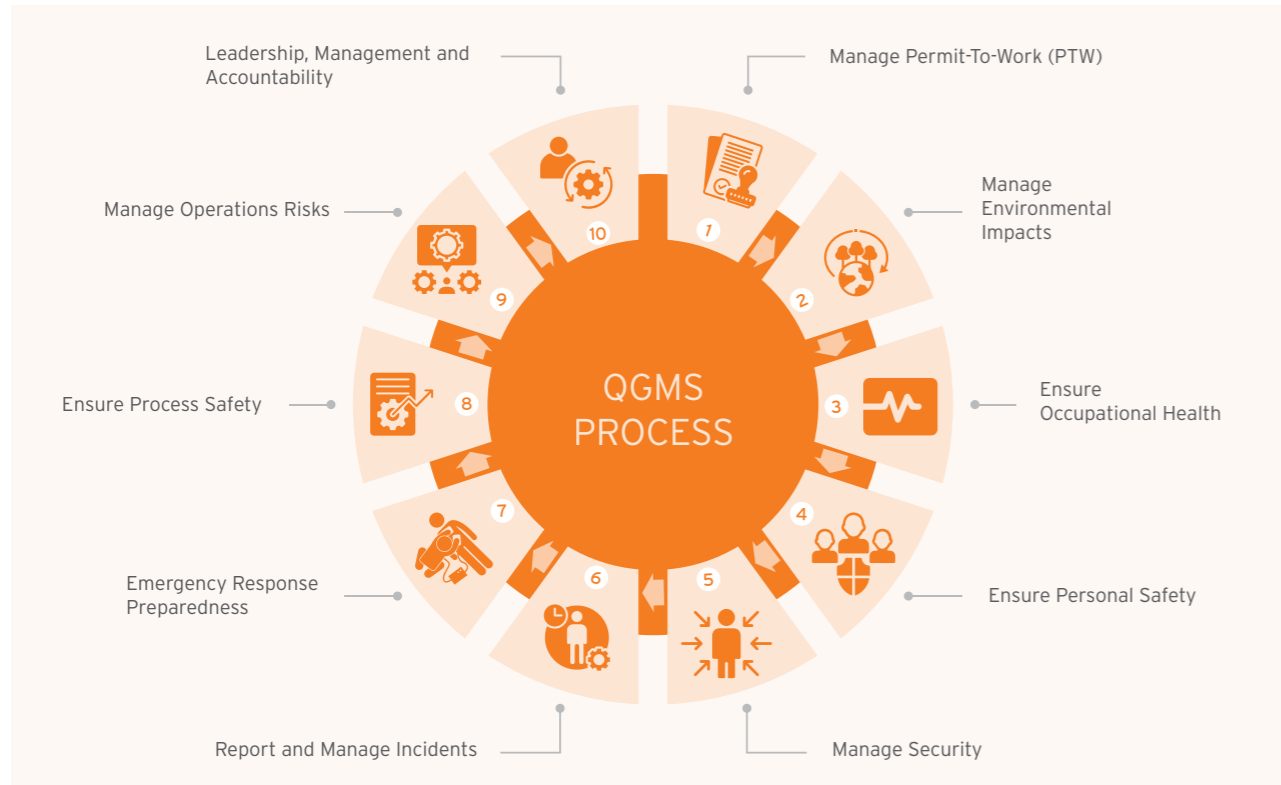 Leadership, Management and
Accountability
Manage Permit-To-Work (PTW)
Manage Operations Risks
Manage
Environmental
Impacts
10
1
9
2
Ensure Process Safety
8
QGMS
PROCESS
3
Ensure
Occupational Health
7
4
Emergency Response
Preparedness
6
5
Ensure Personal Safety
Report and Manage Incidents
Manage Security